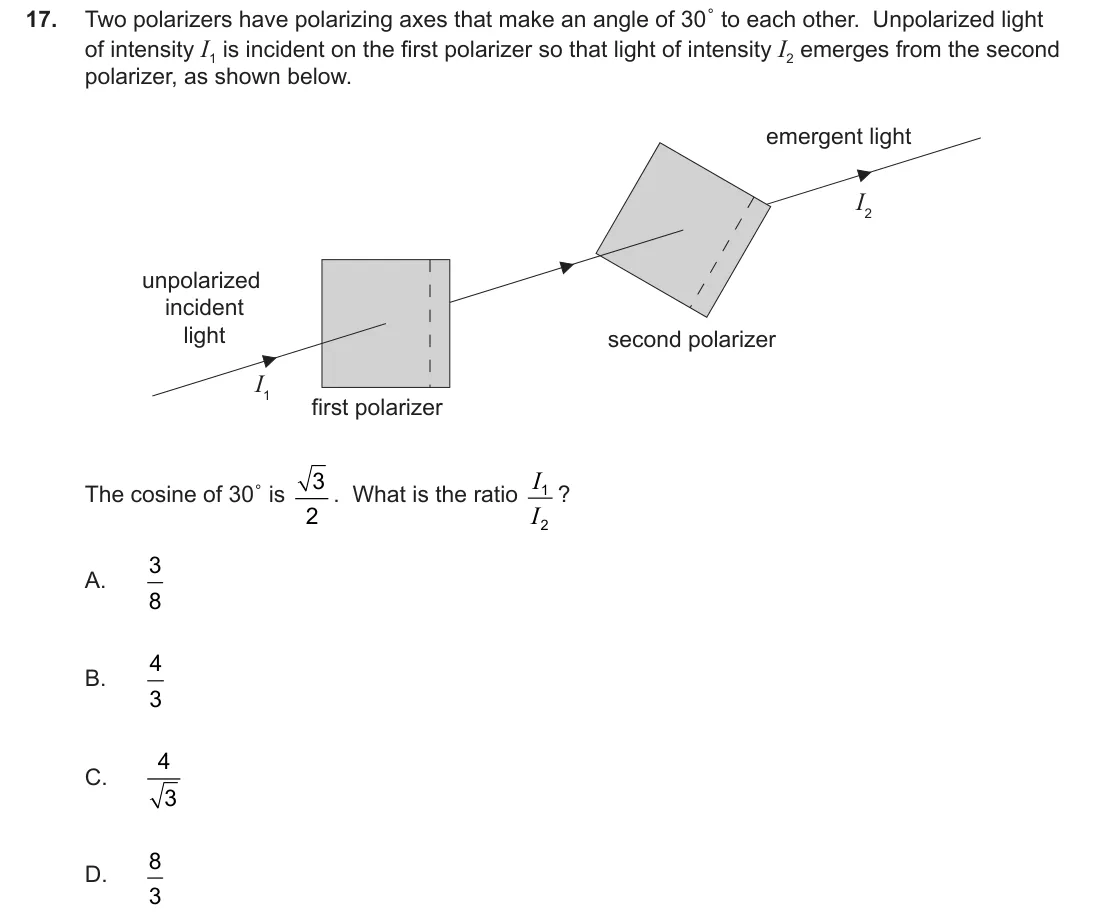 17. Two polarizers have polarizing axes that make an angle of 30˚ to each other. Unpolarized light
of intensity I₁ is incident on the first polarizer so that light of intensity I₂ emerges from the second
polarizer, as shown below.
emergent light
I₂
unpolarized
incident
light
I₁
first polarizer
second polarizer
The cosine of 30˚ is √3/2. What is the ratio I₁/I₂?
A. 3/8
B. 4/3
C. 4/√3
D. 8/3